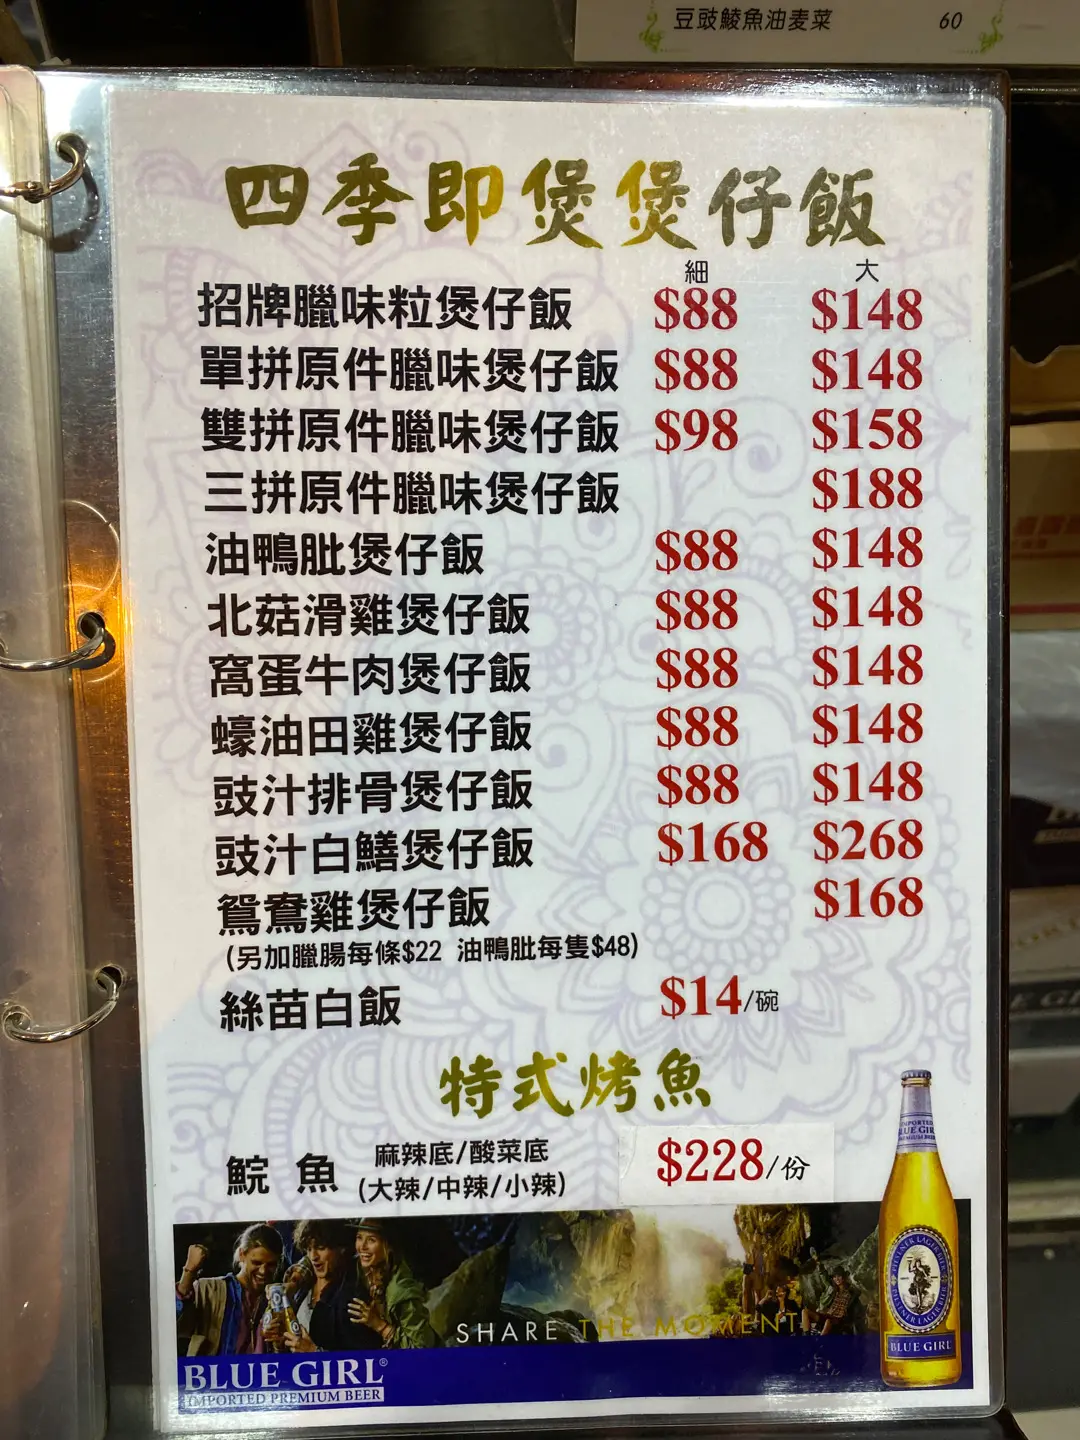 豆豉鯪魚油麦菜 60
四季即煲煲仔飯
細 大
招牌臘味粒煲仔飯 $88 $148
單拼原件臘味煲仔飯 $88 $148
雙拼原件臘味煲仔飯 $98 $158
三拼原件臘味煲仔飯 $188
油鴨肶煲仔飯 $88 $148
北菇滑雞煲仔飯 $88 $148
窩蛋牛肉煲仔飯 $88 $148
蠔油田雞煲仔飯 $88 $148
豉汁排骨煲仔飯 $88 $148
豉汁白鱔煲仔飯 $168 $268
鴛鴦雞煲仔飯 $168
(另加臘腸每條$22 油鴨肶每隻$48)
絲苗白飯 $14/碗
特式烤魚
鯇魚 麻辣底/酸菜底 $228/份
(大辣/中辣/小辣)
SHARE THE MOMENT
BLUE GIRL®
IMPORTED PREMIUM BEER
BLUE GIRL